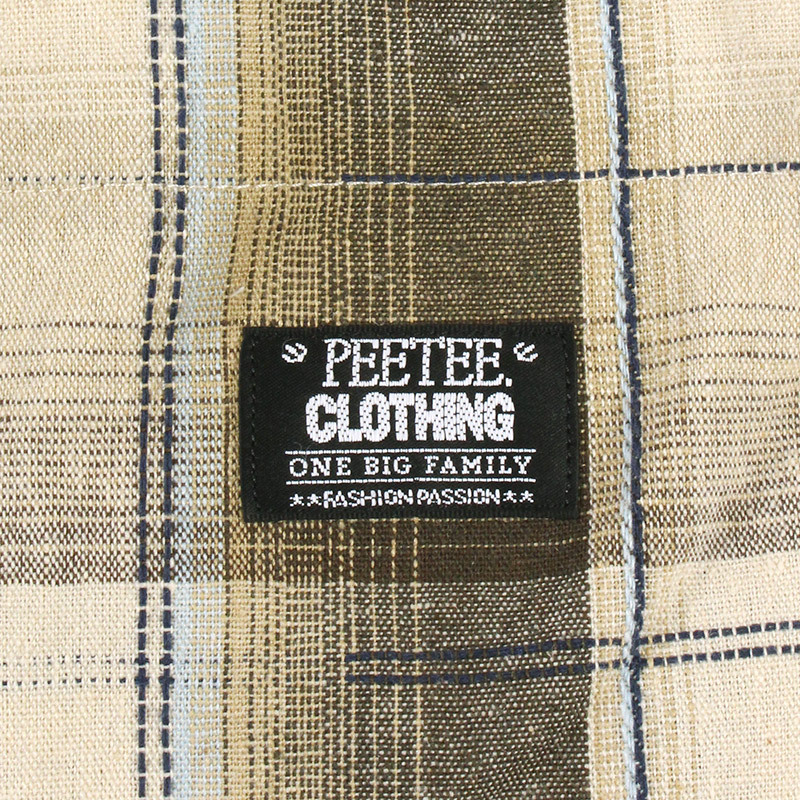 PEETEE.
CLOTHING
ONE BIG FAMILY
**FASHION PASSION**